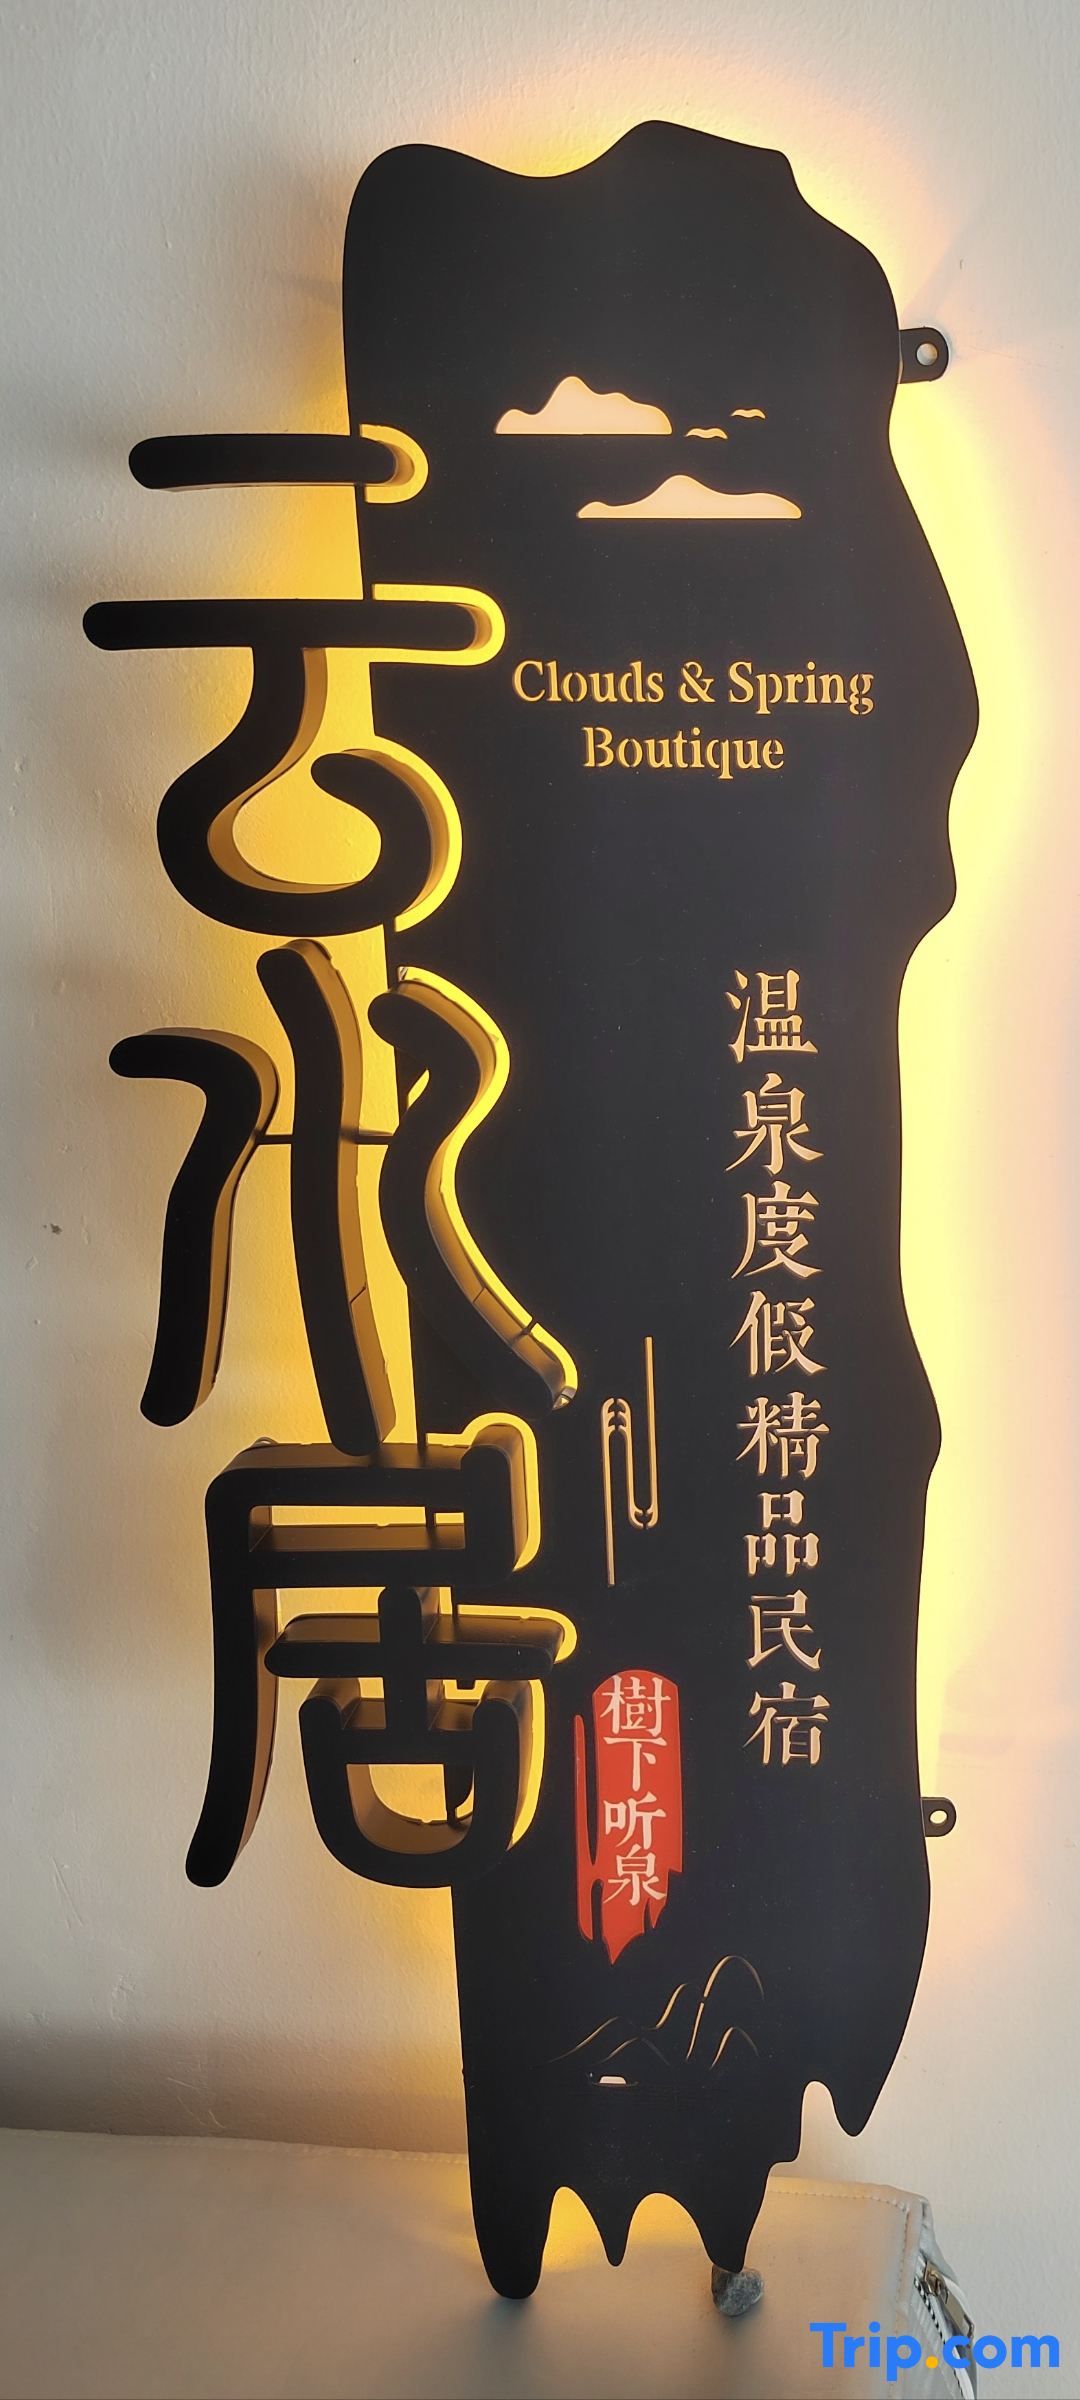 云水居
Clouds & Spring
Boutique
温泉度假精品民宿
樹下听泉
Trip.com